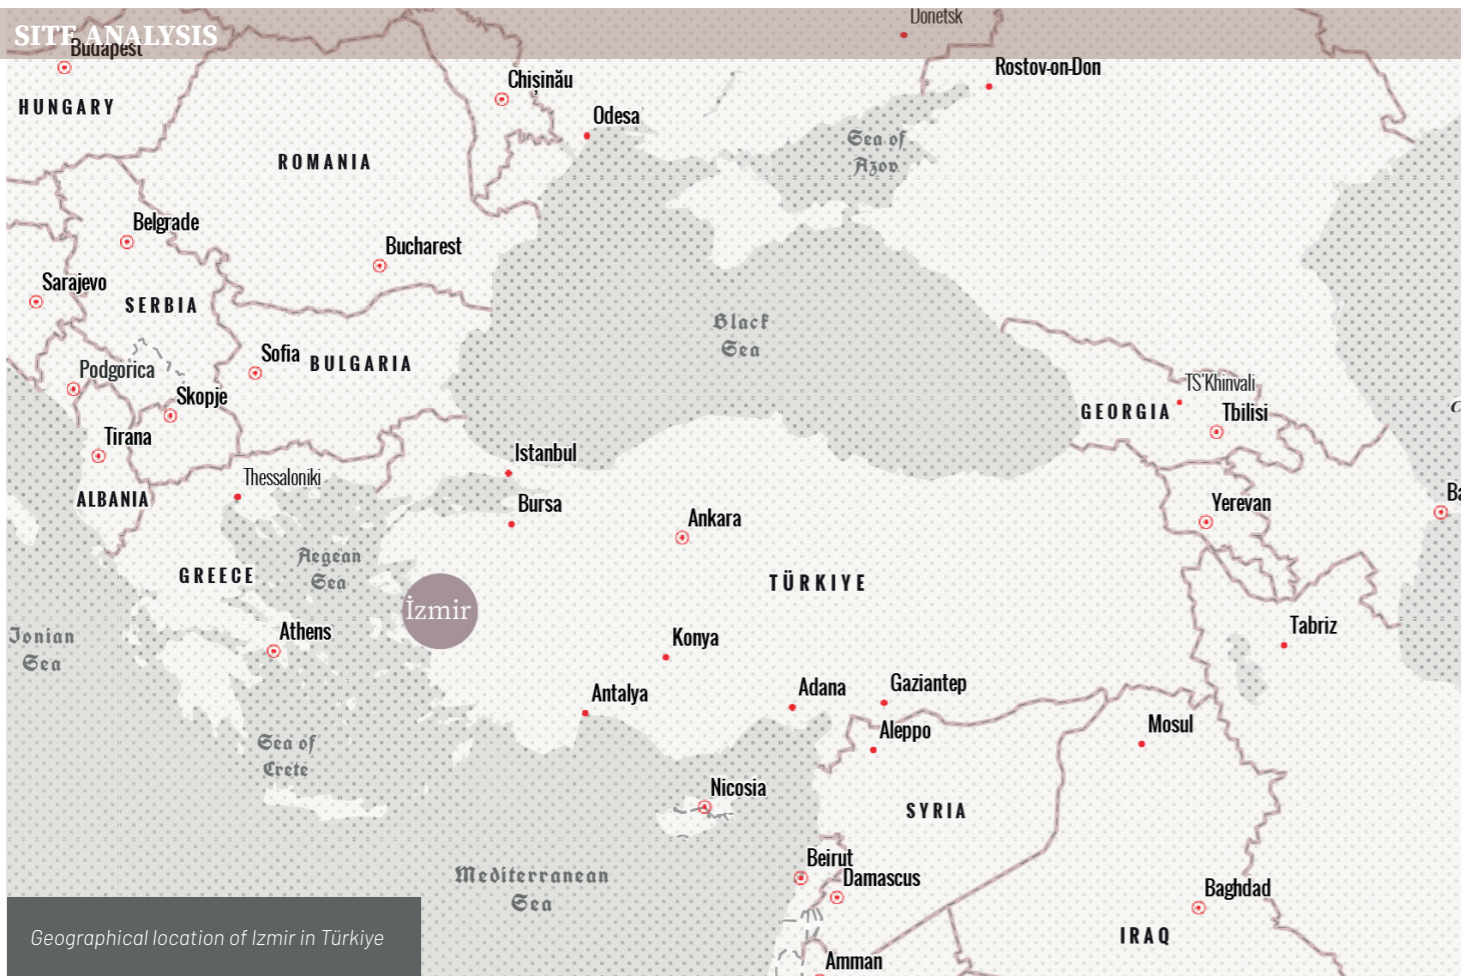 SITE ANALYSIS
Donetsk
Budapest
Rostov-on-Don
Chișinău
HUNGARY
Odesa
Sea of
Azov
ROMANIA
Belgrade
Bucharest
Sarajevo
SERBIA
Black
Sea
Sofia
BULGARIA
Podgorica
TS'Khinvali
Skopje
GEORGIA
Tbilisi
Tirana
Istanbul
Thessaloniki
ALBANIA
Bursa
Yerevan
Ankara
Aegean
Sea
GREECE
TÜRKIYE
İzmir
Athens
Tabriz
Ionian
Sea
Konya
Antalya
Adana
Gaziantep
Aleppo
Mosul
Sea of
Crete
Nicosia
SYRIA
Beirut
Mediterranean
Sea
Damascus
Baghdad
Geographical location of Izmir in Türkiye
IRAQ
Amman